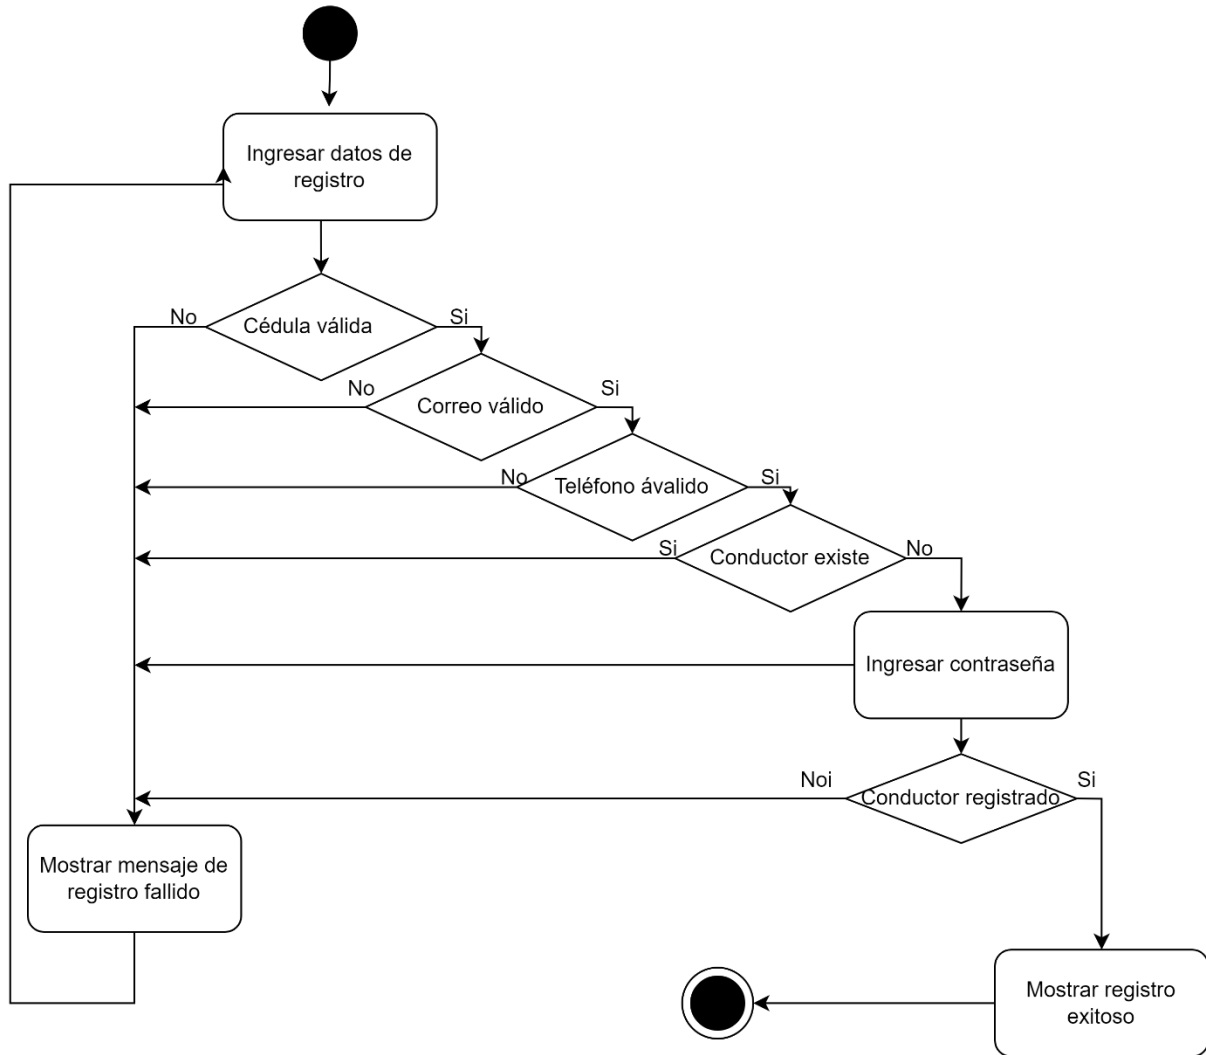 Ingresar datos de
registro
No
Cédula válida
Si
No
Correo válido
Si
No
Teléfono ávalido
Si
Si
Conductor existe
No
Ingresar contraseña
Noi
Conductor registrado
Si
Mostrar mensaje de
registro fallido
Mostrar registro
exitoso